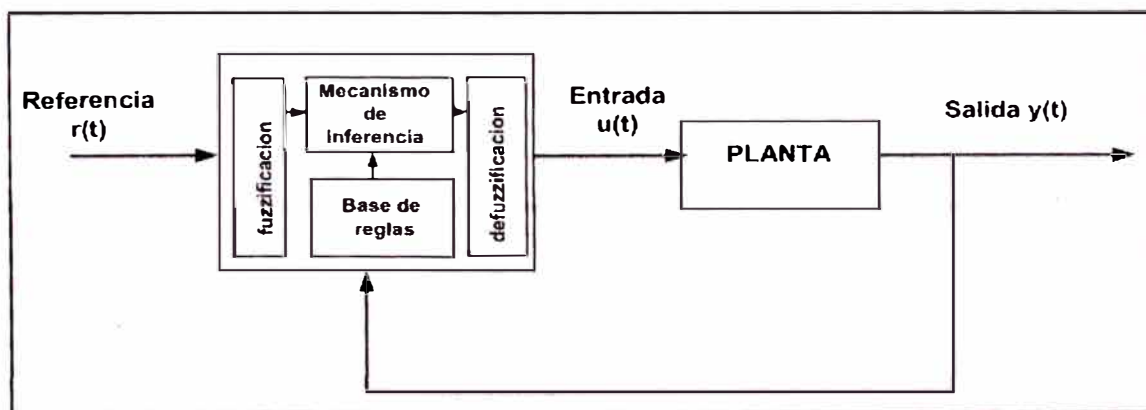 Referencia
r(t)
fuzzificacion
Mecanismo
de
inferencia
Base de
reglas
defuzzificacion
Entrada
u(t)
PLANTA
Salida y(t)